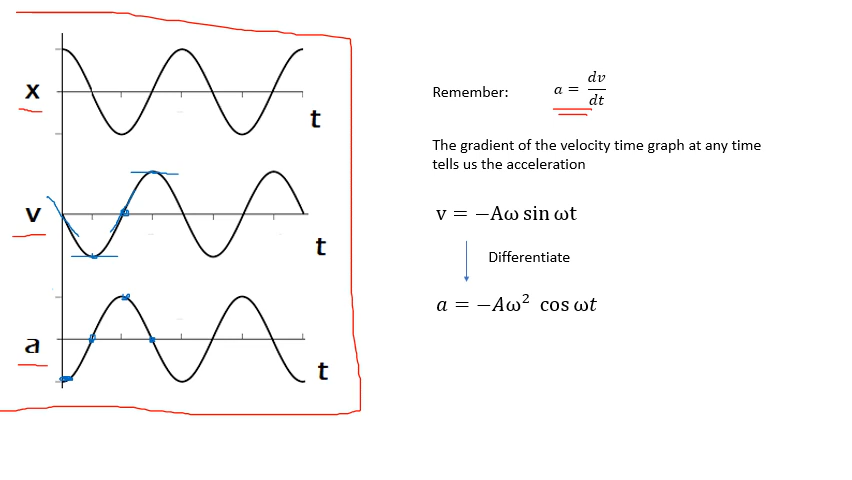 x
t
v
t
a
t
Remember: a = dv/dt
The gradient of the velocity time graph at any time
tells us the acceleration
v = −Aω sin ωt
Differentiate
a = −Aω² cos ωt